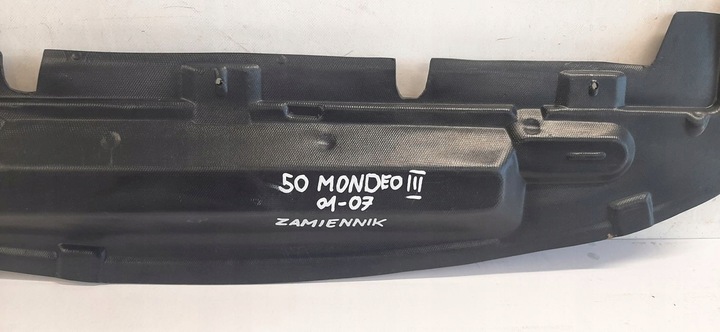 50 MONDEO III
01-07
ZAMIENNIK